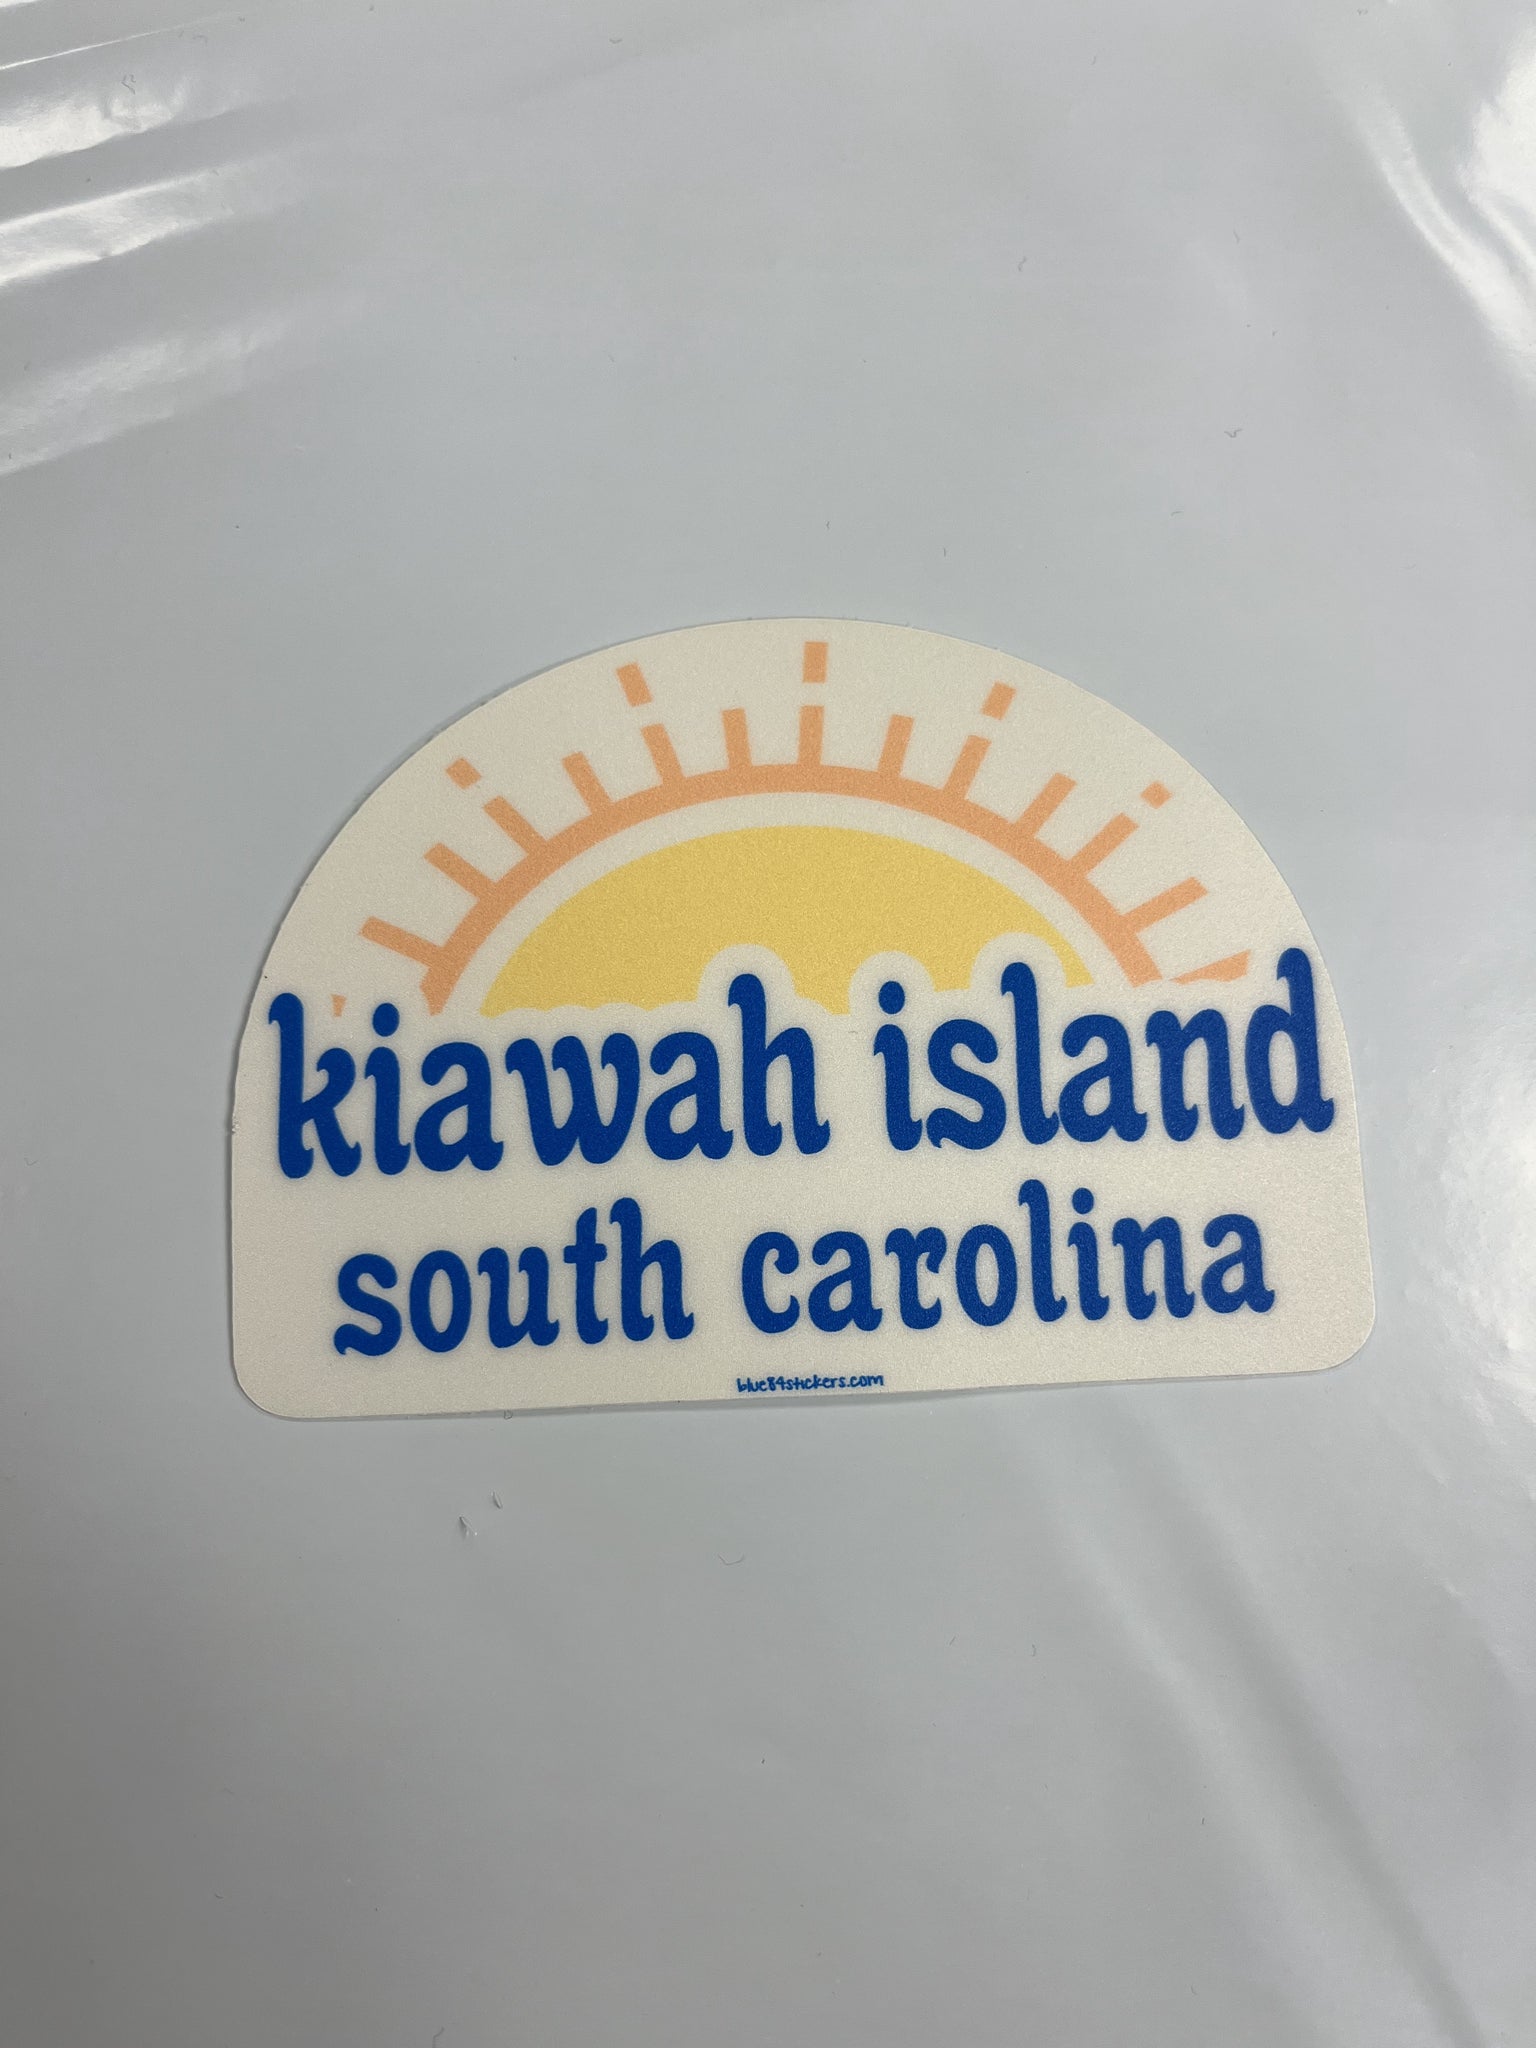 kiawah island
south carolina
blue84stickers.com